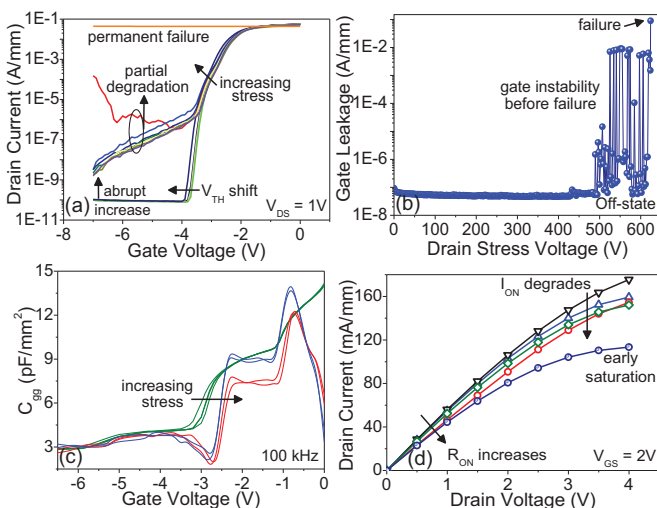 Drain Current (A/mm)
1E-1
1E-3
1E-5
1E-7
1E-9
1E-11
permanent failure
partial
degradation
increasing
stress
abrupt
increase
V_TH shift
(a)
V_DS = 1V
-8 -6 -4 -2 0
Gate Voltage (V)
Gate Leakage (A/mm)
1E-2
1E-4
1E-6
1E-8
failure
gate instability
before failure
(b)
Off-state
0 100 200 300 400 500 600
Drain Stress Voltage (V)
C_gg (pF/mm²)
15
12
9
6
3
increasing
stress
(c)
100 kHz
-6 -5 -4 -3 -2 -1 0
Gate Voltage (V)
Drain Current (mA/mm)
160
120
80
40
0
I_ON degrades
early
saturation
R_ON increases
(d)
V_GS = 2V
0 1 2 3 4
Drain Voltage (V)